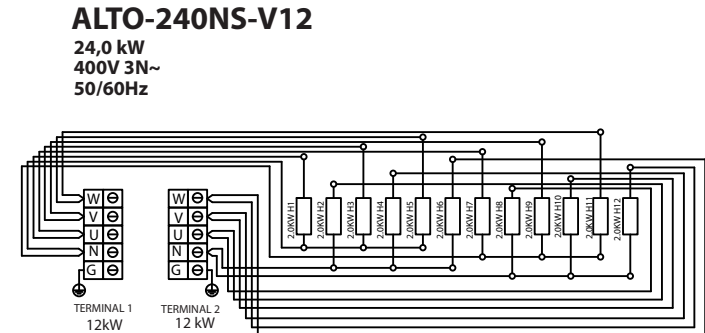 ALTO-240NS-V12
24,0 kW
400V 3N~
50/60Hz
2.0KW H1
2.0KW H2
2.0KW H3
2.0KW H4
2.0KW H5
2.0KW H6
2.0KW H7
2.0KW H8
2.0KW H9
2.0KW H10
2.0KW H11
2.0KW H12
W
V
U
N
G
W
V
U
N
G
TERMINAL 1
12kW
TERMINAL 2
12 kW